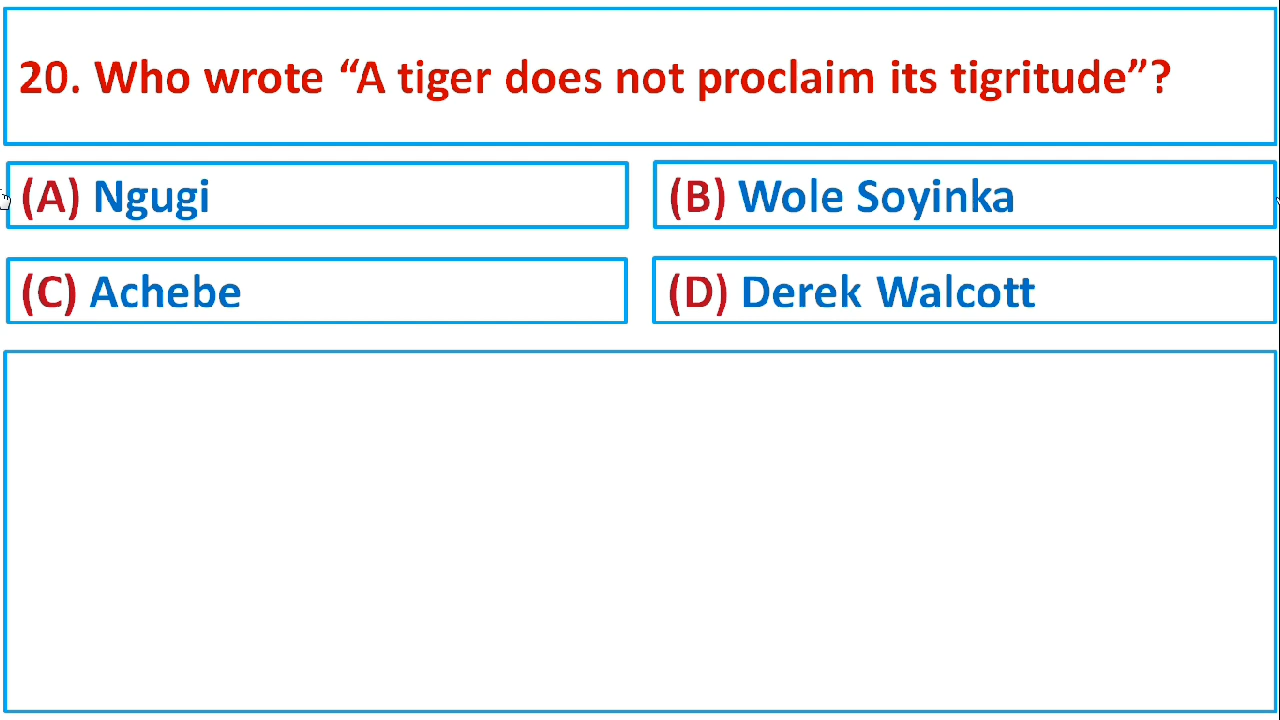 20. Who wrote “A tiger does not proclaim its tigritude”?
(A) Ngugi
(B) Wole Soyinka
(C) Achebe
(D) Derek Walcott